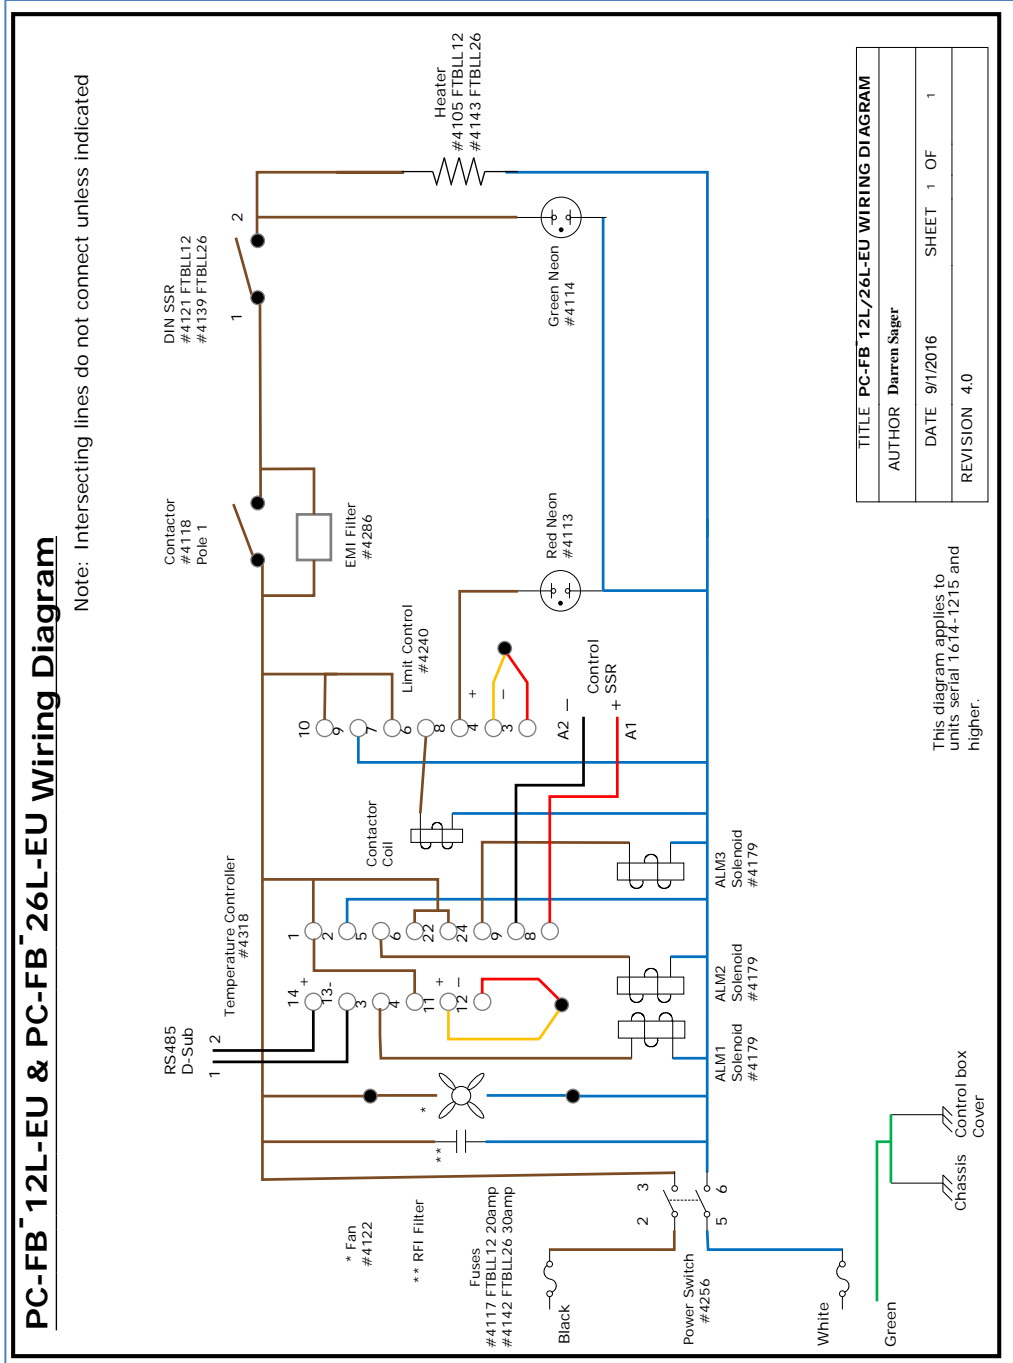 PC-FB¯12L-EU & PC-FB¯26L-EU Wiring Diagram
Note: Intersecting lines do not connect unless indicated
RS485
D-Sub
1 2
Temperature Controller
#4318
14 +
13-
3
4
11
12
+
–
1
2
5
6
22
24
9
8
Contactor
Coil
Limit Control
#4240
10
9
7
6
8
4
3
+
–
Contactor
#4118
Pole 1
EMI Filter
#4286
DIN SSR
#4121 FTBLL12
#4139 FTBLL26
1 2
Heater
#4105 FTBLL12
#4143 FTBLL26
Green Neon
#4114
Red Neon
#4113
A2 –
Control
SSR
+
A1
*
**
* Fan
#4122
** RFI Filter
Fuses
#4117 FTBLL12 20amp
#4142 FTBLL26 30amp
Black
2 3
5 6
Power Switch
#4256
White
Green
ALM1
Solenoid
#4179
ALM2
Solenoid
#4179
ALM3
Solenoid
#4179
Chassis
Control box
Cover
This diagram applies to
units serial 1614-1215 and
higher.
TITLE PC-FB¯12L/26L-EU WIRING DIAGRAM
AUTHOR Darren Sager
DATE 9/1/2016 SHEET 1 OF 1
REVISION 4.0